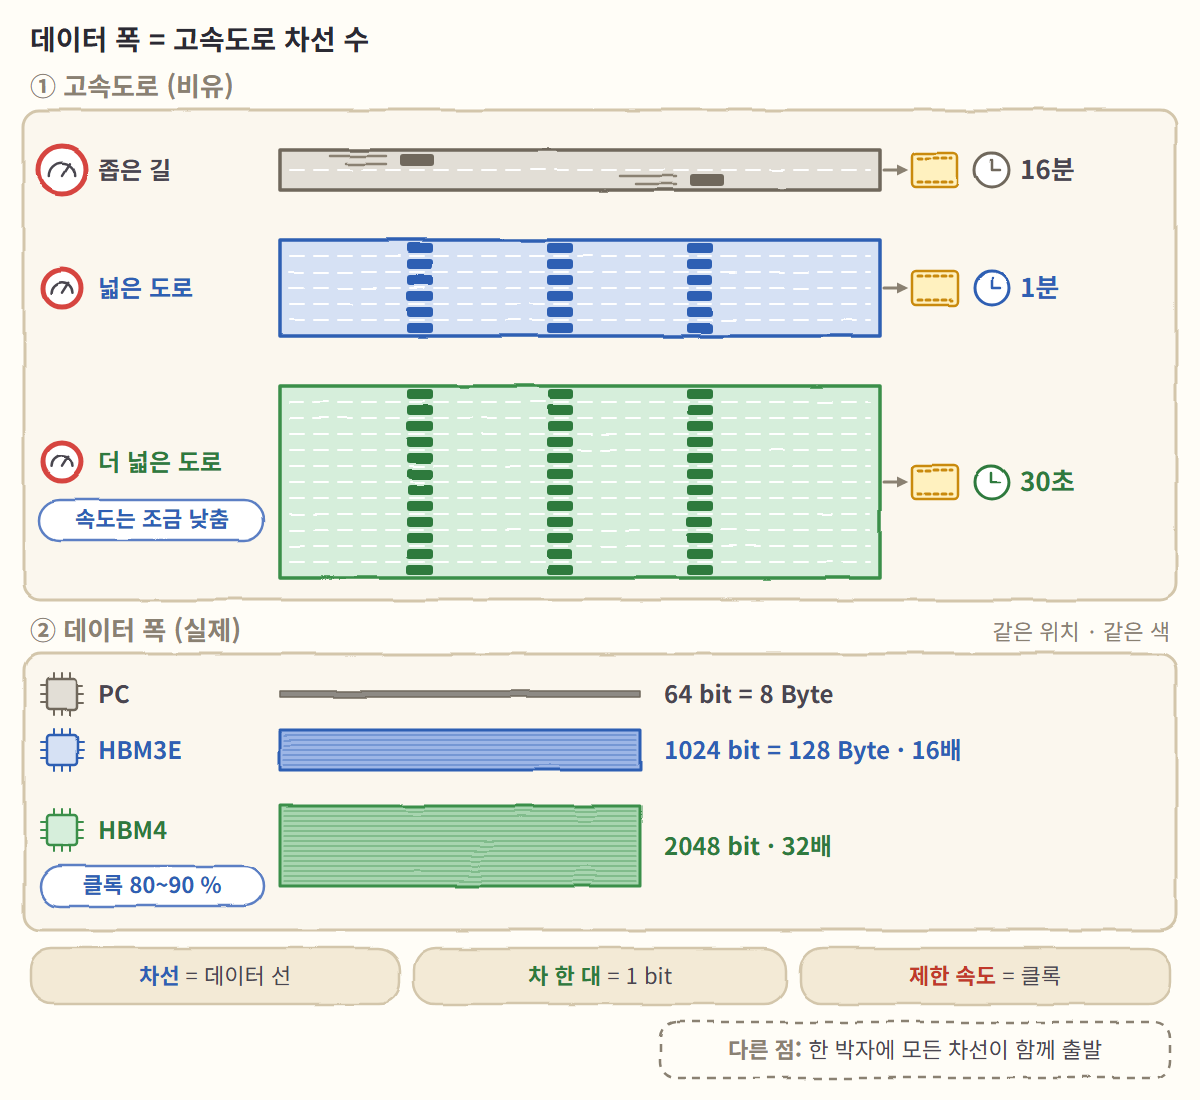 데이터 폭 = 고속도로 차선 수
① 고속도로 (비유)
좁은 길
16분
넓은 도로
1분
더 넓은 도로
속도는 조금 낮춤
30초
② 데이터 폭 (실제)
같은 위치 · 같은 색
PC
64 bit = 8 Byte
HBM3E
1024 bit = 128 Byte · 16배
HBM4
2048 bit · 32배
클록 80~90 %
차선 = 데이터 선
차 한 대 = 1 bit
제한 속도 = 클록
다른 점: 한 박자에 모든 차선이 함께 출발